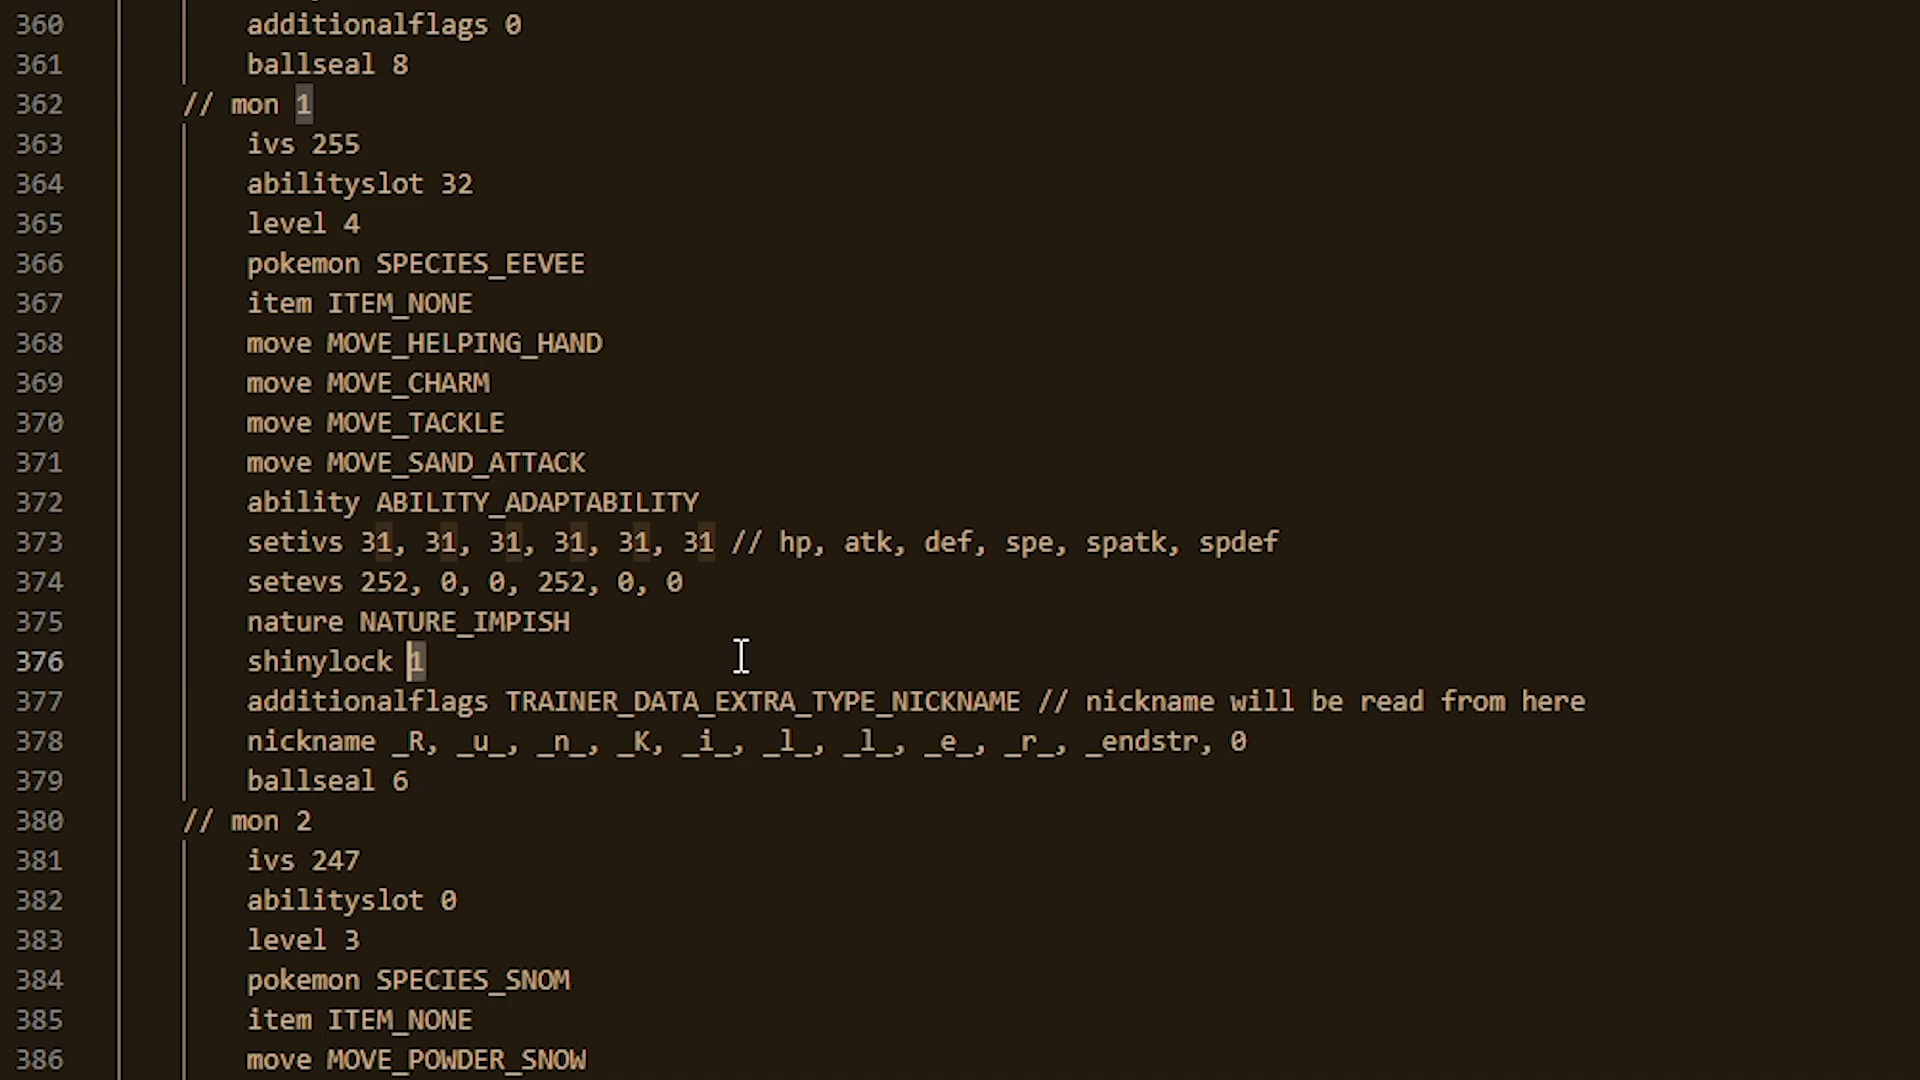 360 additionalflags 0
361 ballseal 8
362 // mon 1
363 ivs 255
364 abilityslot 32
365 level 4
366 pokemon SPECIES_EEVEE
367 item ITEM_NONE
368 move MOVE_HELPING_HAND
369 move MOVE_CHARM
370 move MOVE_TACKLE
371 move MOVE_SAND_ATTACK
372 ability ABILITY_ADAPTABILITY
373 setivs 31, 31, 31, 31, 31, 31 // hp, atk, def, spe, spatk, spdef
374 setevs 252, 0, 0, 252, 0, 0
375 nature NATURE_IMPISH
376 shinylock 1
377 additionalflags TRAINER_DATA_EXTRA_TYPE_NICKNAME // nickname will be read from here
378 nickname _R, _u_, _n_, _K, _i_, _l_, _l_, _e_, _r_, _endstr, 0
379 ballseal 6
380 // mon 2
381 ivs 247
382 abilityslot 0
383 level 3
384 pokemon SPECIES_SNOM
385 item ITEM_NONE
386 move MOVE_POWDER_SNOW